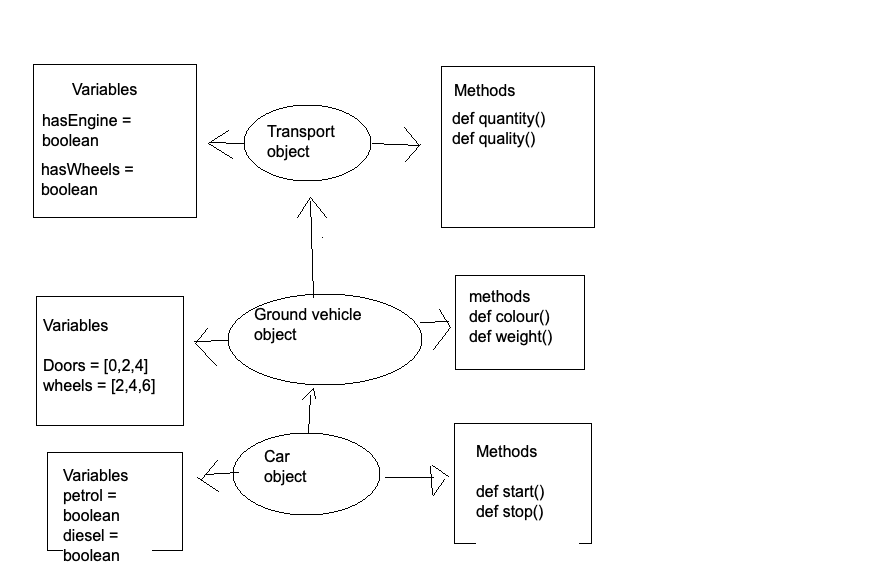 Variables
hasEngine =
boolean
hasWheels =
boolean
Transport
object
Methods
def quantity()
def quality()
Variables
Doors = [0,2,4]
wheels = [2,4,6]
Ground vehicle
object
methods
def colour()
def weight()
Variables
petrol =
boolean
diesel =
boolean
Car
object
Methods
def start()
def stop()